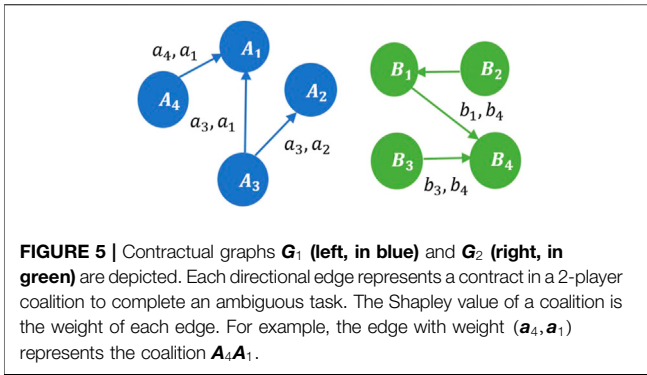 a₄, a₁
A₁
A₄
A₂
a₃, a₁
a₃, a₂
A₃
B₁
B₂
b₁, b₄
B₃
B₄
b₃, b₄
FIGURE 5 | Contractual graphs G₁ (left, in blue) and G₂ (right, in
green) are depicted. Each directional edge represents a contract in a 2-player
coalition to complete an ambiguous task. The Shapley value of a coalition is
the weight of each edge. For example, the edge with weight (a₄, a₁)
represents the coalition A₄A₁.